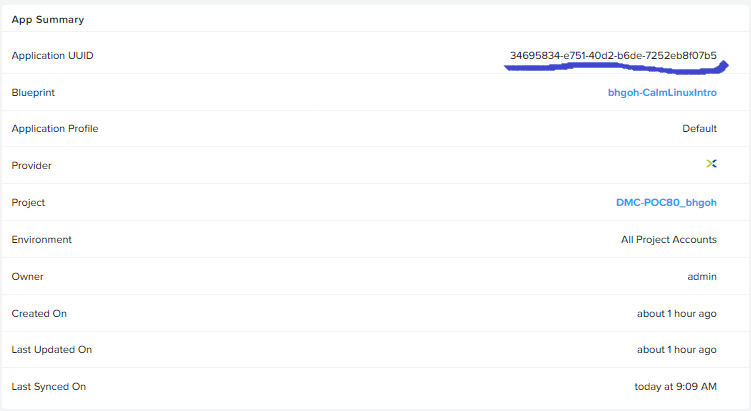 App Summary
Application UUID 34695834-e751-40d2-b6de-7252eb8f07b5
Blueprint bhgoh-CalmLinuxIntro
Application Profile Default
Provider
Project DMC-POC80_bhgoh
Environment All Project Accounts
Owner admin
Created On about 1 hour ago
Last Updated On about 1 hour ago
Last Synced On today at 9:09 AM